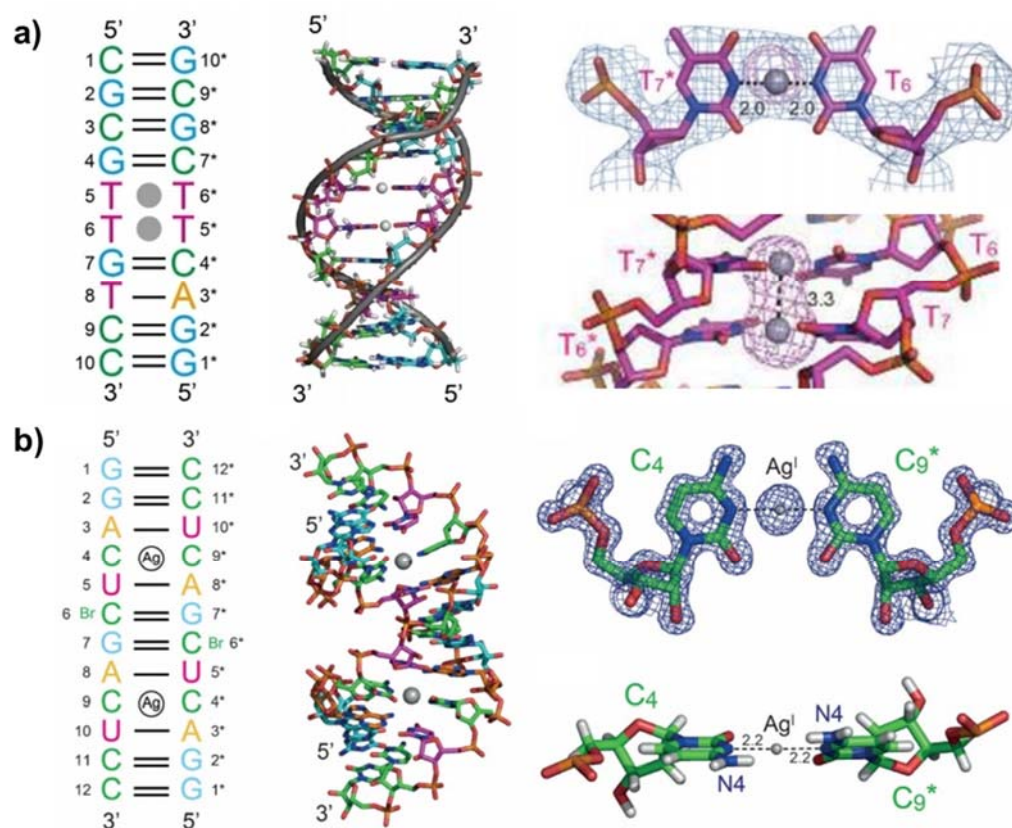 a)
5’ 3’
1 C G 10*
2 G C 9*
3 C G 8*
4 G C 7*
5 T T 6*
6 T T 5*
7 G C 4*
8 T A 3*
9 C G 2*
10 C G 1*
3’ 5’
5’ 3’
3’ 5’
T7* T6
2.0 2.0
T7* T6
3.3
T6* T7
b)
5’ 3’
1 G C 12*
2 G C 11*
3 A U 10*
4 C Ag C 9*
5 U A 8*
6 Br C G 7*
7 G C Br 6*
8 A U 5*
9 C Ag C 4*
10 U A 3*
11 C G 2*
12 C G 1*
3’ 5’
3’
5’
5’
3’
C4 AgI C9*
C4 AgI N4
2.2
2.2
N4 C9*